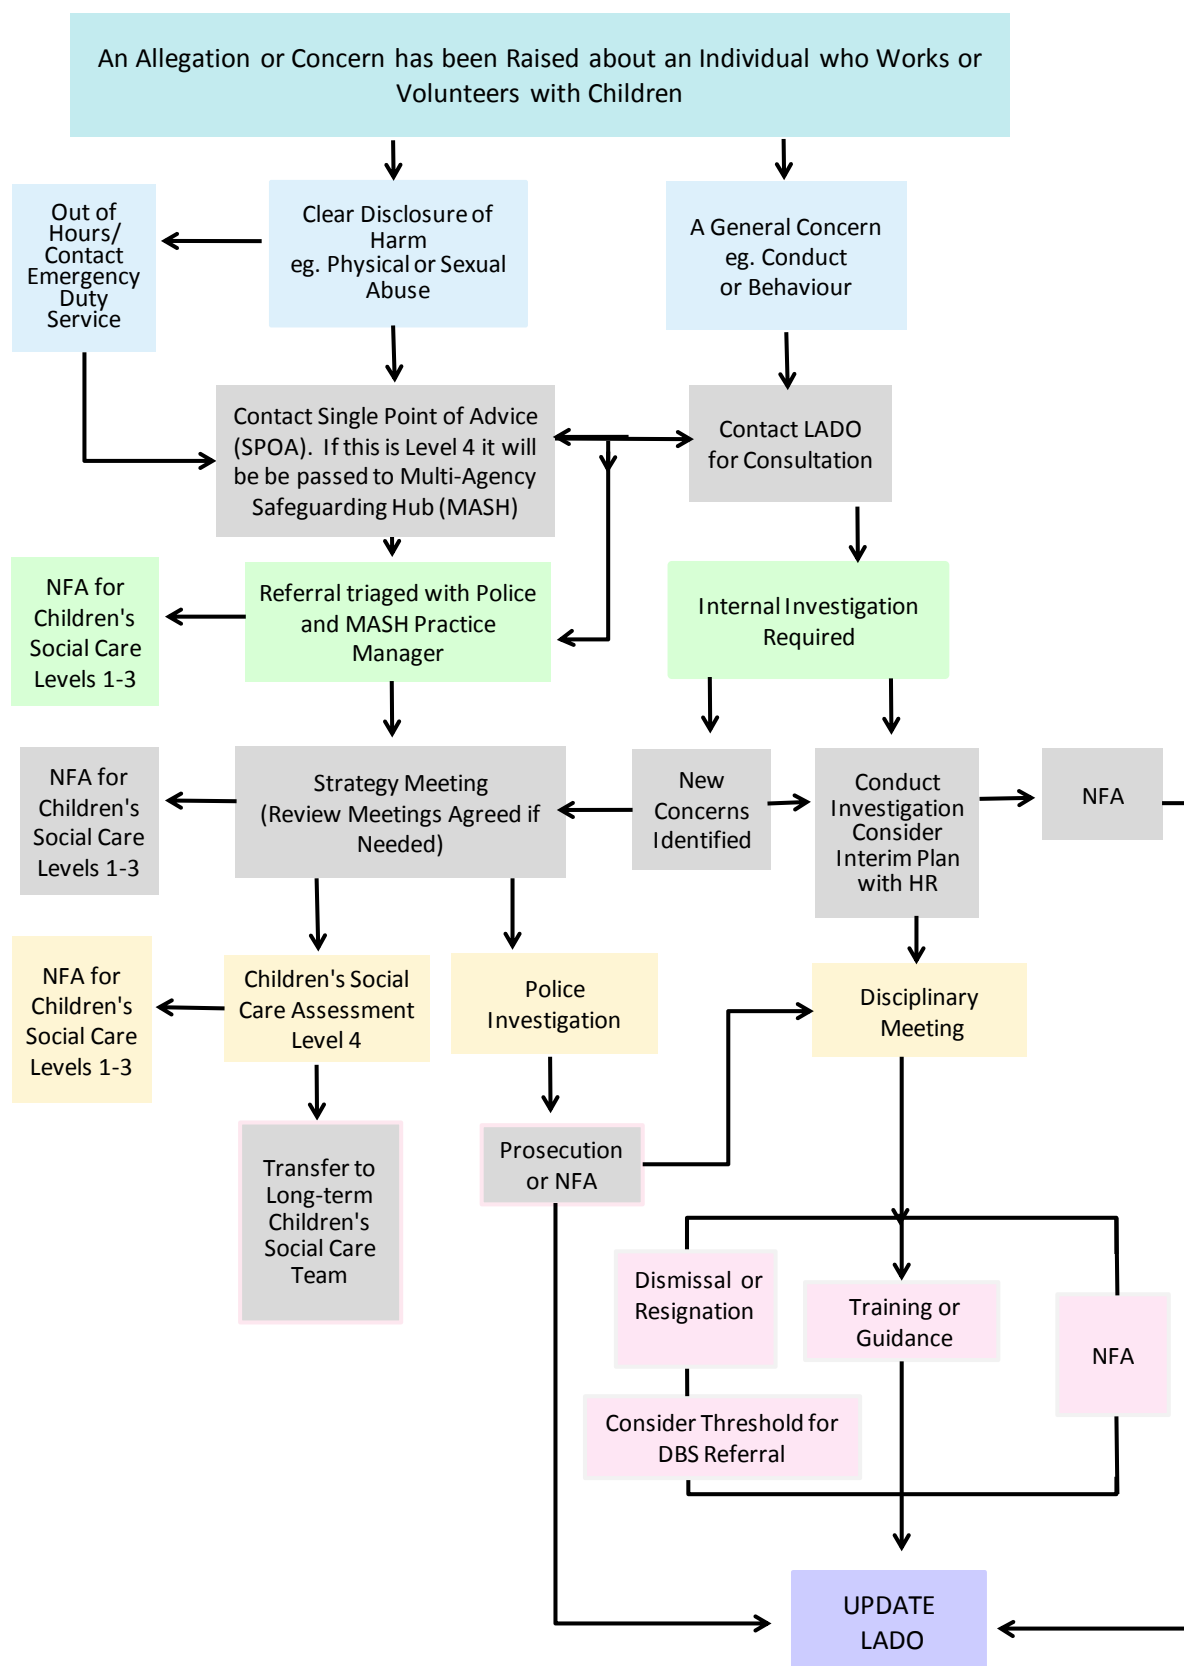 An Allegation or Concern has been Raised about an Individual who Works or
Volunteers with Children
Out of
Hours/
Contact
Emergency
Duty
Service
Clear Disclosure of
Harm
eg. Physical or Sexual
Abuse
A General Concern
eg. Conduct
or Behaviour
Contact Single Point of Advice
(SPOA). If this is Level 4 it will
be be passed to Multi-Agency
Safeguarding Hub (MASH)
Contact LADO
for Consultation
NFA for
Children's
Social Care
Levels 1-3
Referral triaged with Police
and MASH Practice
Manager
Internal Investigation
Required
NFA for
Children's
Social Care
Levels 1-3
Strategy Meeting
(Review Meetings Agreed if
Needed)
New
Concerns
Identified
Conduct
Investigation
Consider
Interim Plan
with HR
NFA
NFA for
Children's
Social Care
Levels 1-3
Children's Social
Care Assessment
Level 4
Police
Investigation
Disciplinary
Meeting
Transfer to
Long-term
Children's
Social Care
Team
Prosecution
or NFA
Dismissal or
Resignation
Training or
Guidance
NFA
Consider Threshold for
DBS Referral
UPDATE
LADO